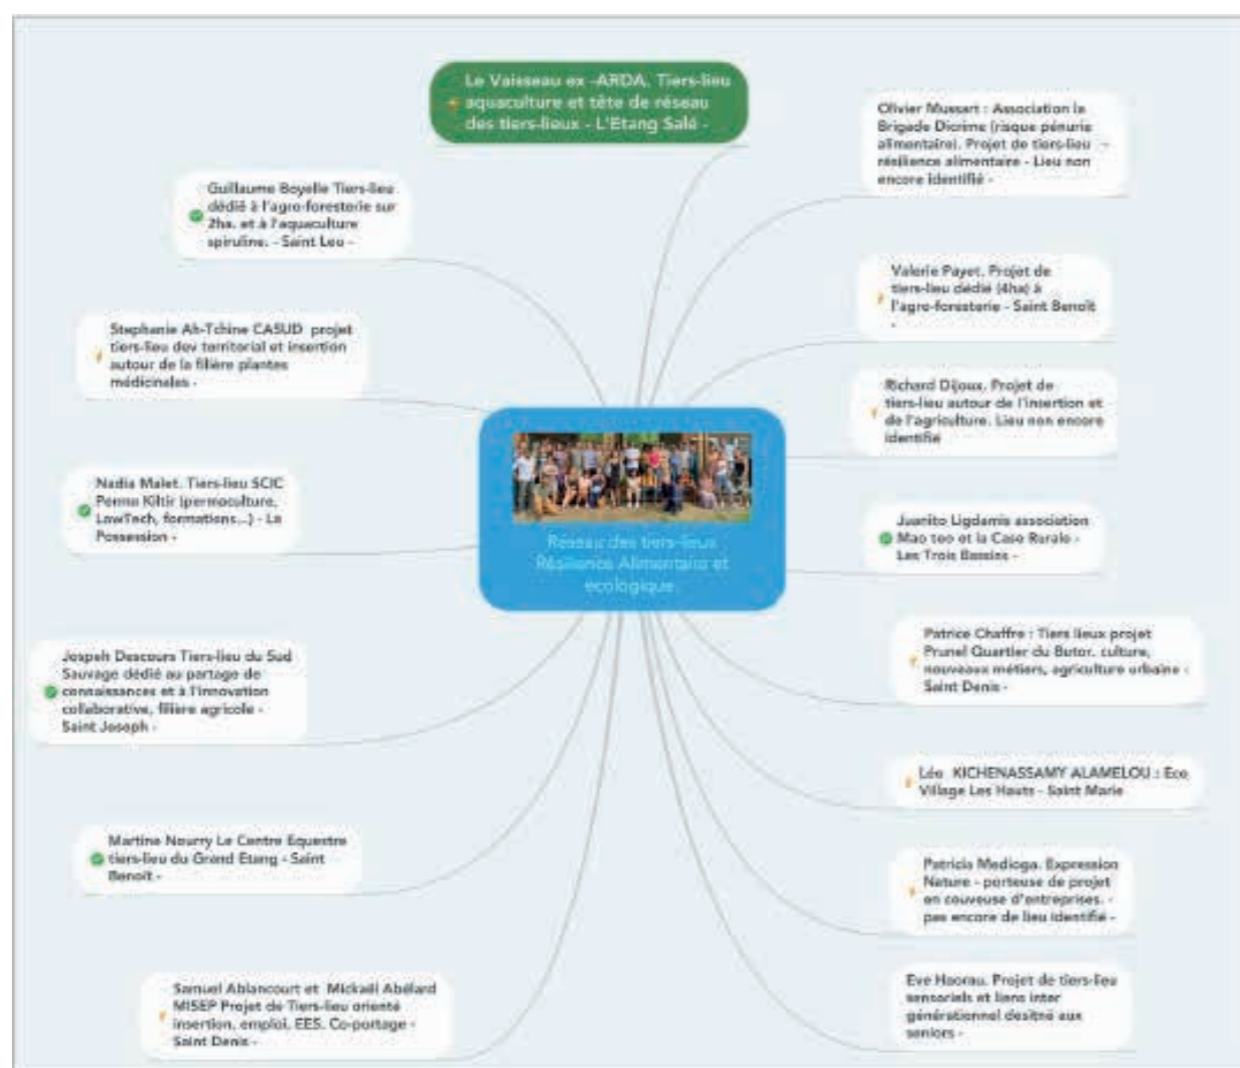 Le Vaisseau ex -ARDA. Tiers-lieu
aquaculture et tête de réseau
des tiers-lieux - L'Etang Salé -
Guillaume Boyelle Tiers-lieu
dédié à l'agro-foresterie sur
2ha. et à l'aquaculture
spiruline. - Saint Leu -
Stephanie Ah-Tchine CASUD projet
tiers-lieu dev territorial et insertion
autour de la filière plantes
médicinales -
Nadia Malet. Tiers-lieu SCIC
Perma Kiltir (permaculture,
LowTech, formations...) - La
Possession -
Jospeh Descours Tiers-lieu du Sud
Sauvage dédié au partage de
connaissances et à l'innovation
collaborative, filière agricole -
Saint Joseph -
Martine Nourry Le Centre Equestre
tiers-lieu du Grand Etang - Saint
Benoit -
Samuel Ablancourt et Mickaël Abélard
MISEP Projet de Tiers-lieu orienté
insertion, emploi, EES. Co-portage -
Saint Denis -
Réseau des tiers-lieux
Résilience Alimentaire et
ecologique.
Olivier Mussart : Association la
Brigade Dicrime (risque pénurie
alimentaire). Projet de tiers-lieu
résilience alimentaire - Lieu non
encore identifié -
Valerie Payet. Projet de
tiers-lieu dédié (4ha) à
l'agro-foresterie - Saint Benoît
-
Richard Dijoux. Projet de
tiers-lieu autour de l'insertion et
de l'agriculture. Lieu non encore
identifié
Juanito Ligdamis association
Mao teo et la Case Rurale -
Les Trois Bassins -
Patrice Chaffre : Tiers lieux projet
Prunel Quartier du Butor. culture,
nouveaux métiers, agriculture urbaine -
Saint Denis -
Léo KICHENASSAMY ALAMELOU : Eco
Village Les Hauts - Saint Marie
Patricia Medioga. Expression
Nature - porteuse de projet
en couveuse d'entreprises. -
pas encore de lieu identifié -
Eve Haorau. Projet de tiers-lieu
sensoriels et liens inter
générationnel desitné aux
seniors -